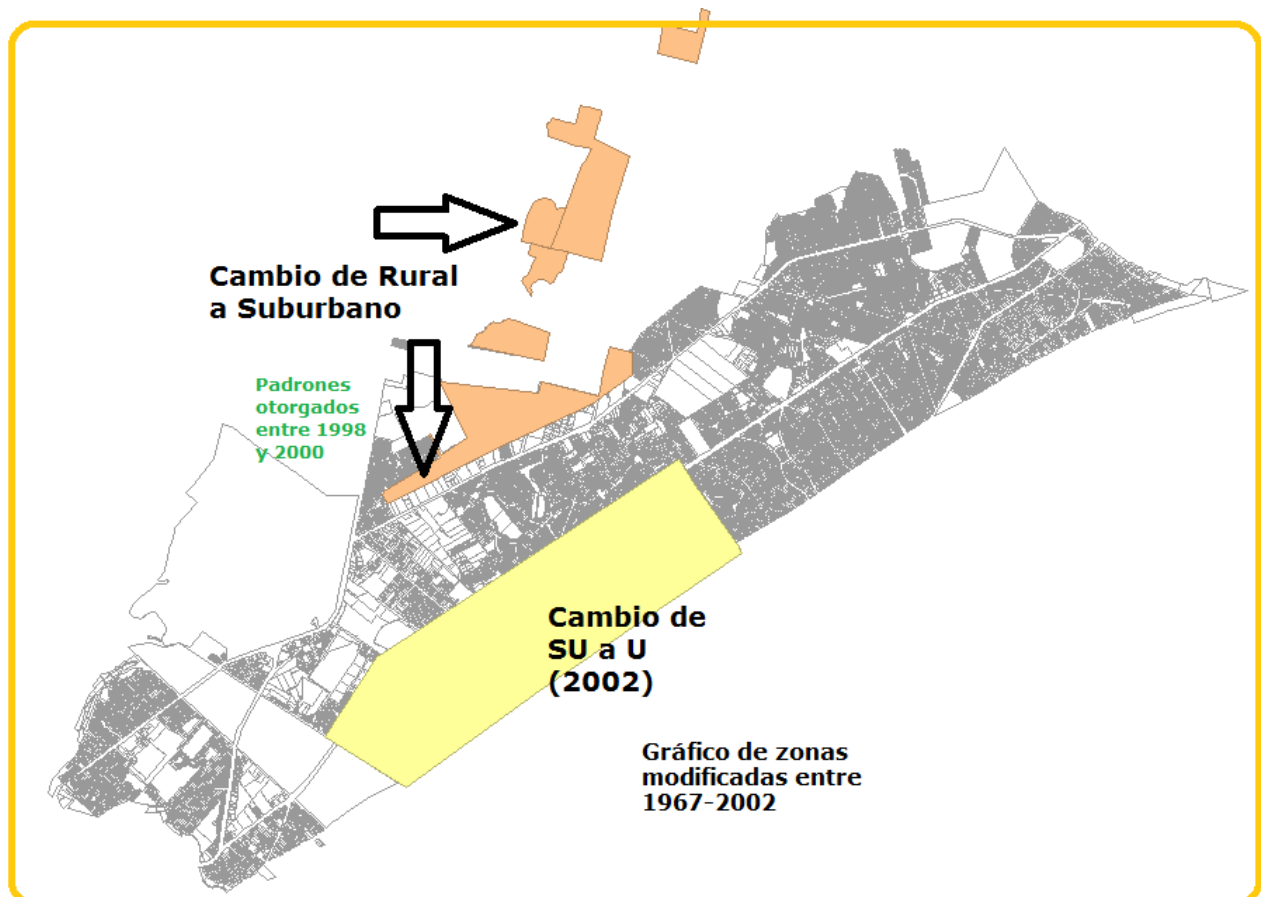 Cambio de Rural
a Suburbano
Padrones
otorgados
entre 1998
y 2000
Cambio de
SU a U
(2002)
Gráfico de zonas
modificadas entre
1967-2002